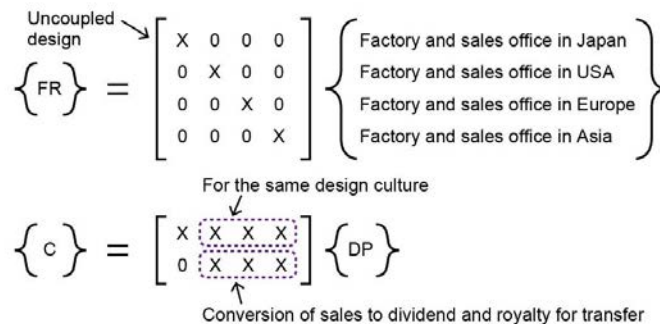 Uncoupled
design
{FR} = [X 0 0 0
0 X 0 0
0 0 X 0
0 0 0 X]
{Factory and sales office in Japan
Factory and sales office in USA
Factory and sales office in Europe
Factory and sales office in Asia}
For the same design culture
{C} = [X X X X
0 X X X] {DP}
Conversion of sales to dividend and royalty for transfer